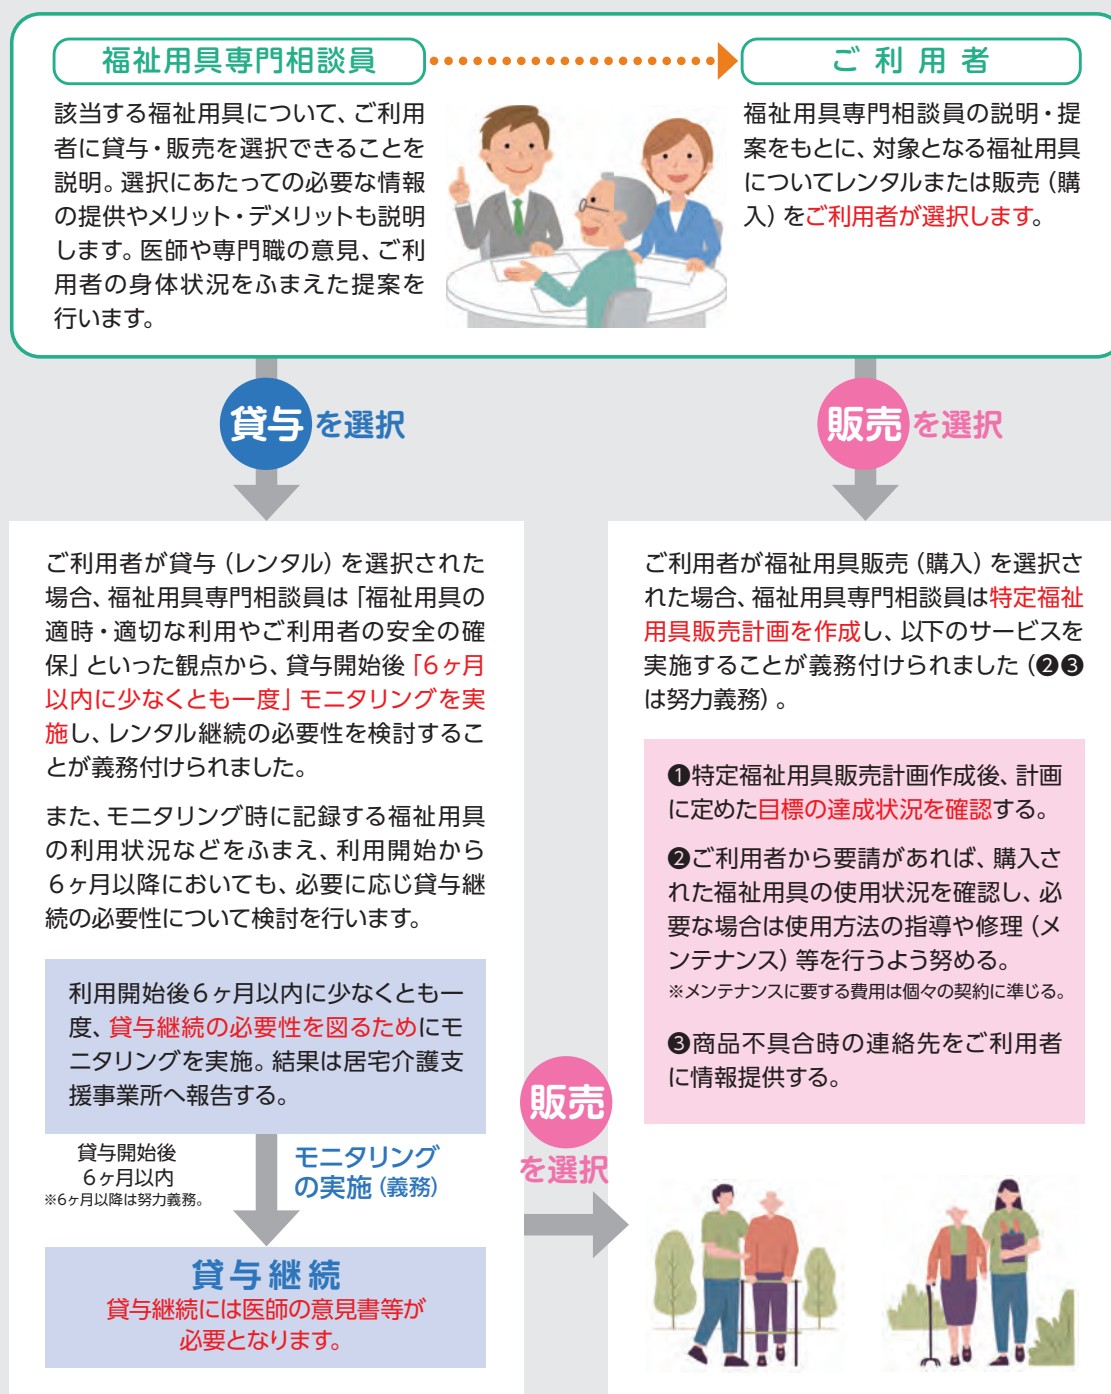 福祉用具専門相談員
該当する福祉用具について、ご利用
者に貸与・販売を選択できることを
説明。選択にあたっての必要な情報
の提供やメリット・デメリットも説明
します。医師や専門職の意見、ご利
用者の身体状況をふまえた提案を
行います。
ご利用者
福祉用具専門相談員の説明・提
案をもとに、対象となる福祉用具
についてレンタルまたは販売（購
入）をご利用者が選択します。
貸与を選択
販売を選択
ご利用者が貸与（レンタル）を選択された
場合、福祉用具専門相談員は「福祉用具の
適時・適切な利用やご利用者の安全の確
保」といった観点から、貸与開始後「6ヶ月
以内に少なくとも一度」モニタリングを実
施し、レンタル継続の必要性を検討するこ
とが義務付けられました。
また、モニタリング時に記録する福祉用具
の利用状況などをふまえ、利用開始から
６ヶ月以降においても、必要に応じ貸与継
続の必要性について検討を行います。
利用開始後６ヶ月以内に少なくとも一
度、貸与継続の必要性を図るためにモ
ニタリングを実施。結果は居宅介護支
援事業所へ報告する。
貸与開始後
6ヶ月以内
※6ヶ月以降は努力義務。
モニタリング
の実施（義務）
貸与継続
貸与継続には医師の意見書等が
必要となります。
販売
を選択
ご利用者が福祉用具販売（購入）を選択さ
れた場合、福祉用具専門相談員は特定福祉
用具販売計画を作成し、以下のサービスを
実施することが義務付けられました（❷❸
は努力義務）。
❶特定福祉用具販売計画作成後、計画
に定めた目標の達成状況を確認する。
❷ご利用者から要請があれば、購入さ
れた福祉用具の使用状況を確認し、必
要な場合は使用方法の指導や修理（メ
ンテナンス）等を行うよう努める。
※メンテナンスに要する費用は個々の契約に準じる。
❸商品不具合時の連絡先をご利用者
に情報提供する。